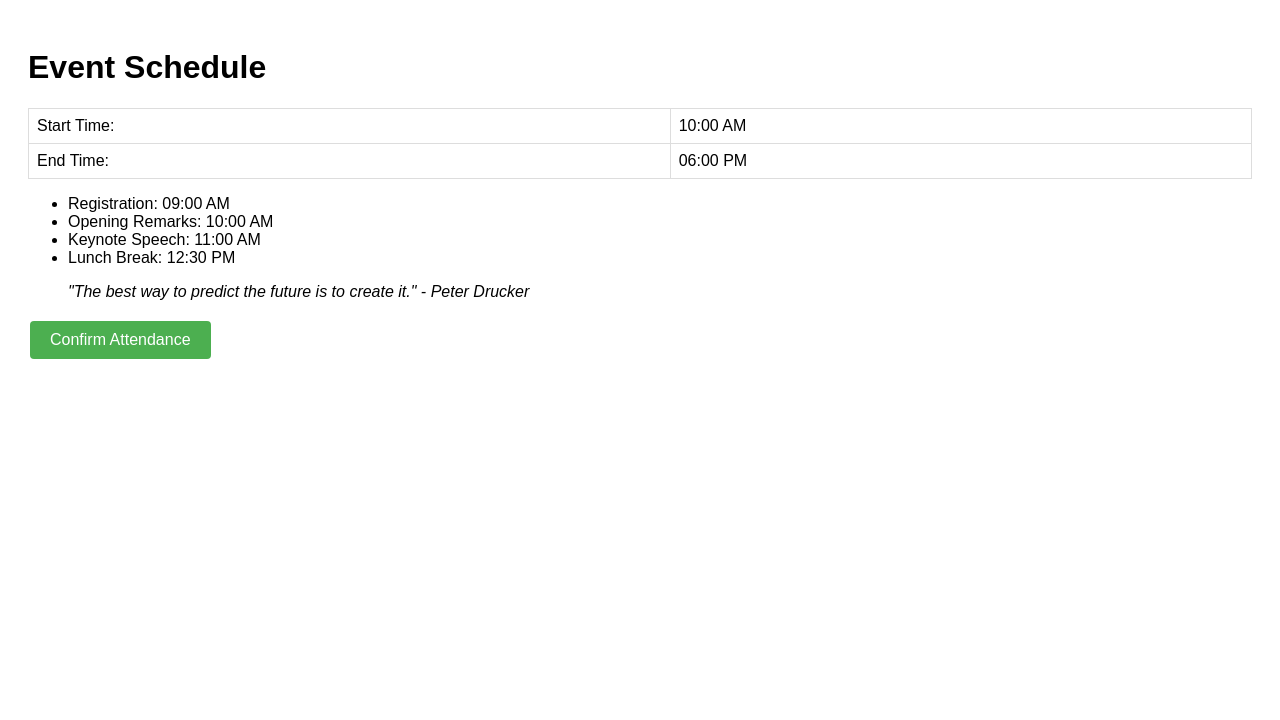 Event Schedule
Start Time: 10:00 AM
End Time: 06:00 PM
Registration: 09:00 AM
Opening Remarks: 10:00 AM
Keynote Speech: 11:00 AM
Lunch Break: 12:30 PM
"The best way to predict the future is to create it." - Peter Drucker
Confirm Attendance